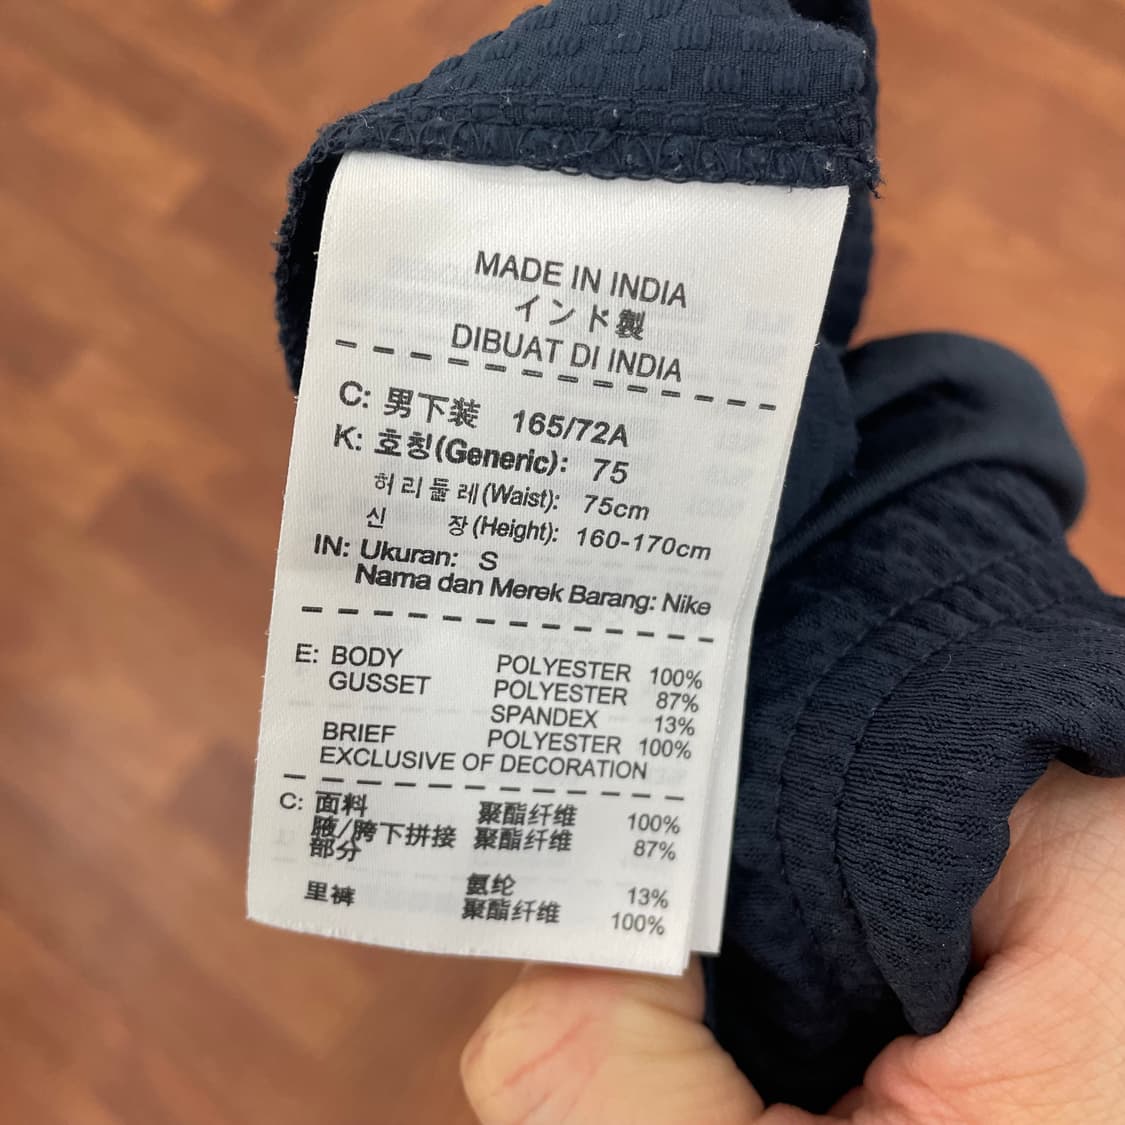 MADE IN INDIA
インド製
DIBUAT DI INDIA
C: 男下装 165/72A
K: 호칭(Generic): 75
허리둘레(Waist): 75cm
신 장(Height): 160-170cm
IN: Ukuran: S
Nama dan Merek Barang: Nike
E: BODY POLYESTER 100%
GUSSET POLYESTER 87%
SPANDEX 13%
BRIEF POLYESTER 100%
EXCLUSIVE OF DECORATION
C: 面料 聚酯纤维 100%
腋/胯下拼接 聚酯纤维 87%
部分
氨纶 13%
里裤 聚酯纤维 100%